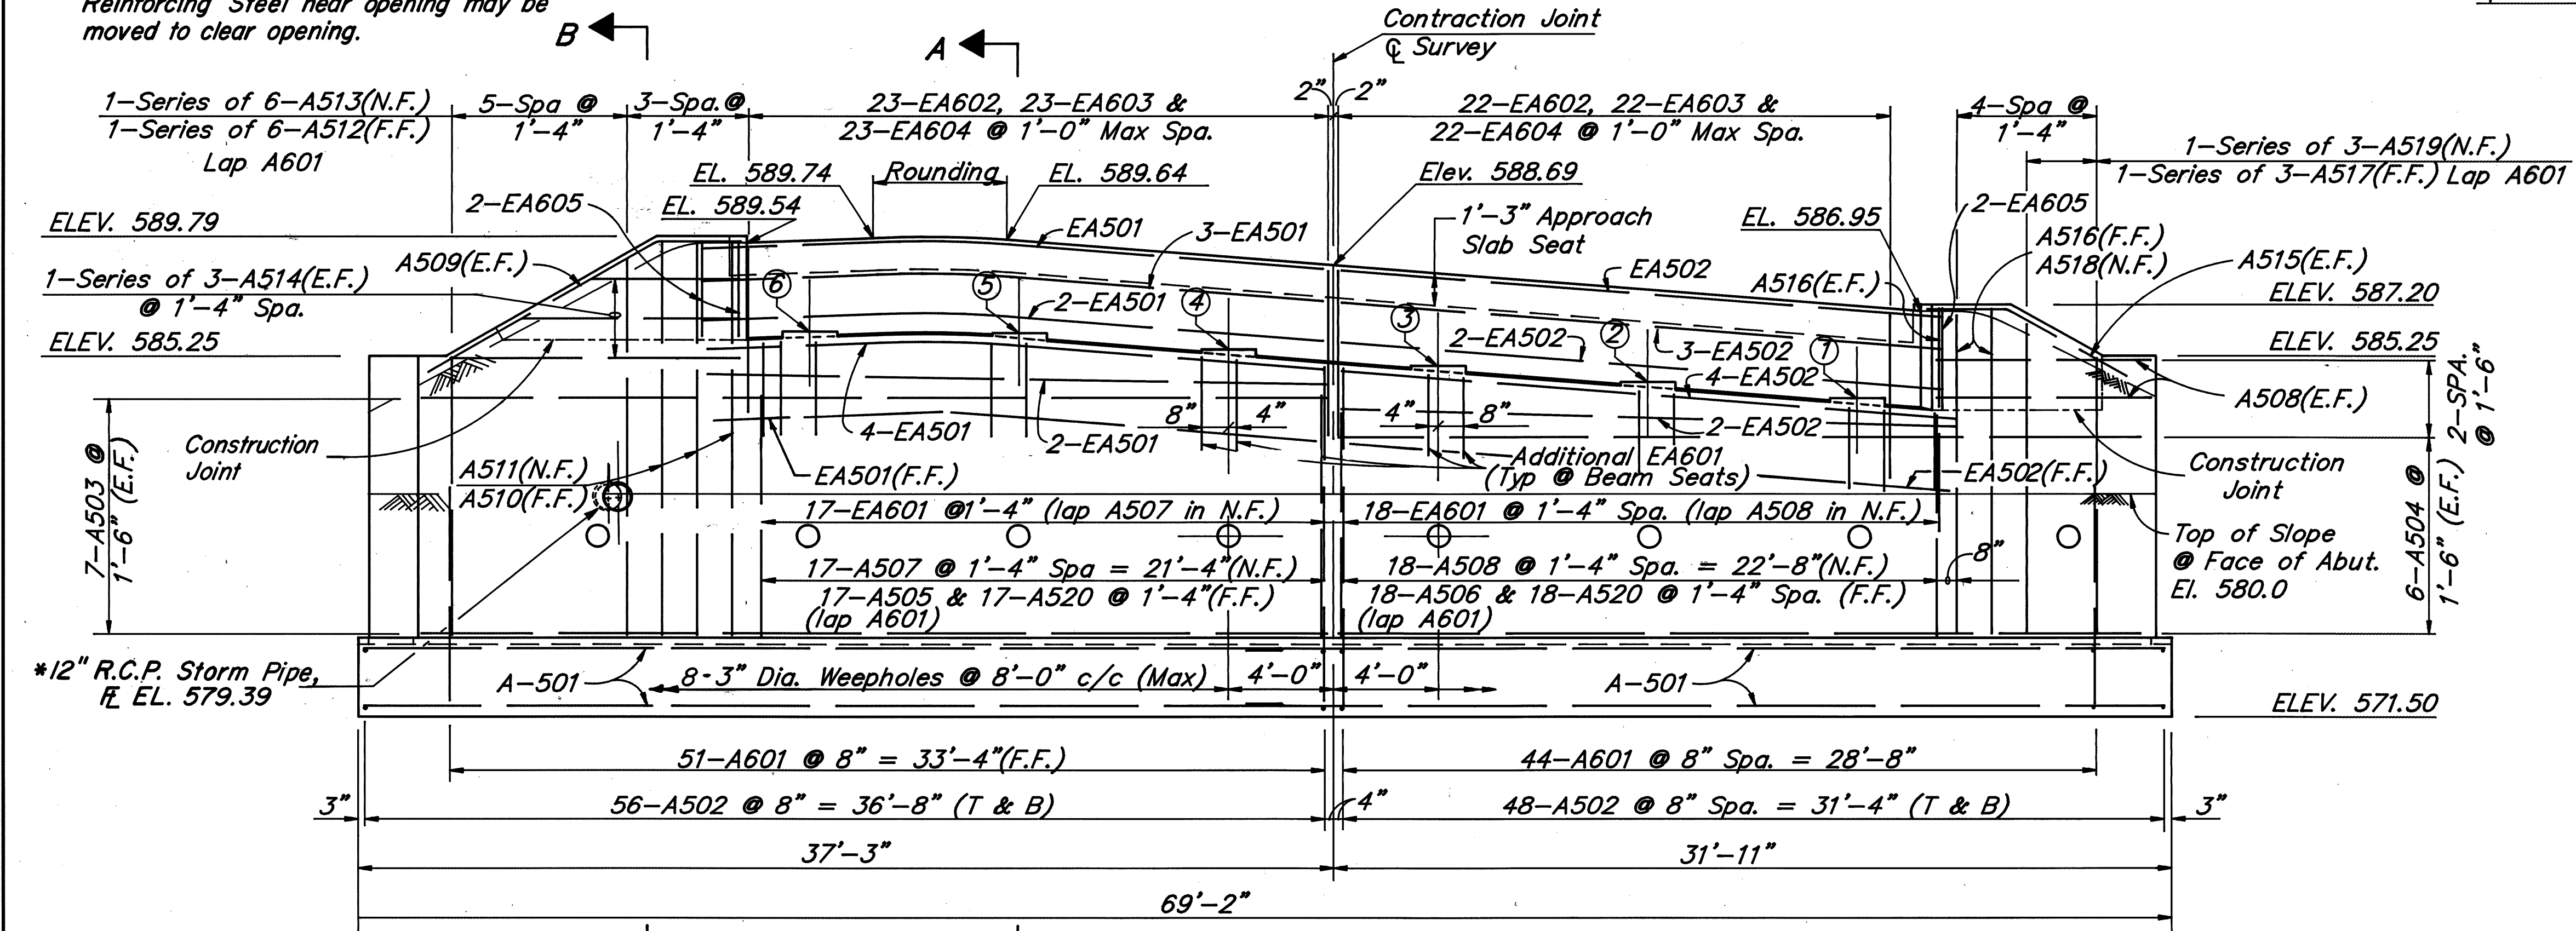 Reinforcing Steel near opening may be
moved to clear opening.
B
A
Contraction Joint
℄ Survey
2" 2"
1-Series of 6-A513(N.F.)
1-Series of 6-A512(F.F.)
Lap A601
5-Spa @
1'-4"
3-Spa.@
1'-4"
23-EA602, 23-EA603 &
23-EA604 @ 1'-0" Max Spa.
22-EA602, 22-EA603 &
22-EA604 @ 1'-0" Max Spa.
4-Spa @
1'-4"
1-Series of 3-A519(N.F.)
1-Series of 3-A517(F.F.) Lap A601
EL. 589.74
Rounding
EL. 589.64
Elev. 588.69
2-EA605
EL. 589.54
ELEV. 589.79
EA501
3-EA501
1'-3" Approach
Slab Seat
EL. 586.95
2-EA605
A516(F.F.)
A518(N.F.)
A509(E.F.)
1-Series of 3-A514(E.F.)
@ 1'-4" Spa.
EA502
A516(E.F.)
A515(E.F.)
ELEV. 587.20
6
5
4
3
2
1
2-EA501
2-EA502
3-EA502
4-EA502
ELEV. 585.25
ELEV. 585.25
2-SPA.
@ 1'-6"
A508(E.F.)
8" 4"
4" 8"
4-EA501
2-EA501
2-EA502
Construction
Joint
7-A503 @
1'-6" (E.F.)
A511(N.F.)
A510(F.F.)
EA501(F.F.)
Additional EA601
(Typ @ Beam Seats)
EA502(F.F.)
Construction
Joint
6-A504 @
1'-6" (E.F.)
17-EA601 @1'-4" (lap A507 in N.F.)
18-EA601 @ 1'-4" Spa. (lap A508 in N.F.)
Top of Slope
@ Face of Abut.
El. 580.0
17-A507 @ 1'-4" Spa = 21'-4"(N.F.)
17-A505 & 17-A520 @ 1'-4"(F.F.)
(lap A601)
18-A508 @ 1'-4" Spa. = 22'-8"(N.F.)
18-A506 & 18-A520 @ 1'-4" Spa. (F.F.)
(lap A601)
8"
*12" R.C.P. Storm Pipe,
℄ EL. 579.39
A-501
8-3" Dia. Weepholes @ 8'-0" c/c (Max)
4'-0"
4'-0"
A-501
ELEV. 571.50
51-A601 @ 8" = 33'-4"(F.F.)
44-A601 @ 8" Spa. = 28'-8"
3"
56-A502 @ 8" = 36'-8" (T & B)
4"
48-A502 @ 8" Spa. = 31'-4" (T & B)
3"
37'-3"
31'-11"
69'-2"